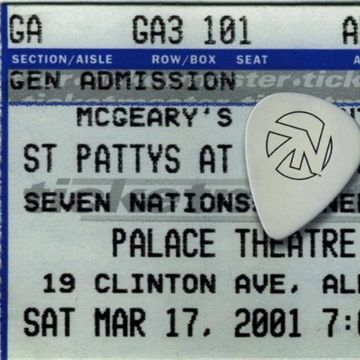 GA GA3 101 A
SECTION/AISLE ROW/BOX SEAT
GEN ADMISSION
MCGEARY'S
ST PATTYS AT
SEVEN NATIONS
PALACE THEATRE
19 CLINTON AVE, AL
SAT MAR 17, 2001 7: